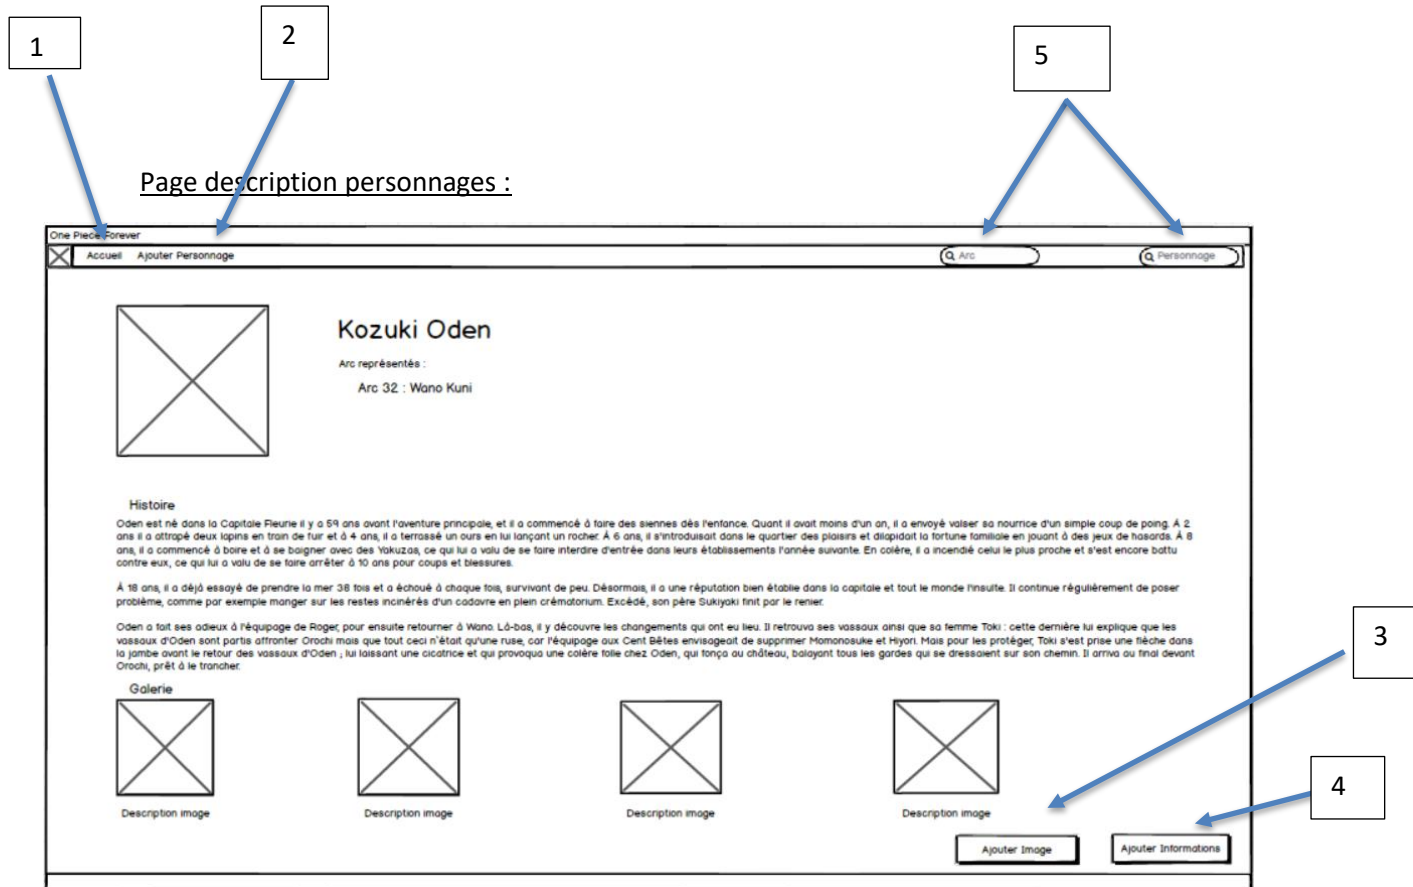 1
2
5
Page description personnages :
One Piece Forever
Accueil Ajouter Personnage Arc Personnage
Kozuki Oden
Arc représentés :
Arc 32 : Wano Kuni
Histoire
Oden est né dans la Capitale Fleurie il y a 59 ans avant l'aventure principale, et il a commencé à faire des siennes dès l'enfance. Quant il avait moins d'un an, il a envoyé valser sa nourrice d'un simple coup de poing. À 2
ans il a attrapé deux lapins en train de fuir et à 4 ans, il a terrassé un ours en lui lançant un rocher. À 6 ans, il s'introduisait dans le quartier des plaisirs et dilapidait la fortune familiale en jouant à des jeux de hasards. À 8
ans, il a commencé à boire et à se baigner avec des Yakuzas, ce qui lui a valu de se faire interdire d'entrée dans leurs établissements l'année suivante. En colère, il a incendié celui le plus proche et s'est encore battu
contre eux, ce qui lui a valu de se faire arrêter à 10 ans pour coups et blessures.
À 18 ans, il a déjà essayé de prendre la mer 38 fois et a échoué à chaque fois, survivant de peu. Désormais, il a une réputation bien établie dans la capitale et tout le monde l'insulte. Il continue régulièrement de poser
problème, comme par exemple manger sur les restes incinérés d'un cadavre en plein crématorium. Excédé, son père Sukiyaki finit par le renier.
Oden a fait ses adieux à l'équipage de Roger, pour ensuite retourner à Wano. Là-bas, il y découvre les changements qui ont eu lieu. Il retrouva ses vassaux ainsi que sa femme Toki : cette dernière lui explique que les
vassaux d'Oden sont partis affronter Orochi mais que tout ceci n'était qu'une ruse, car l'équipage aux Cent Bêtes envisageait de supprimer Momonosuke et Hiyori. Mais pour les protéger, Toki s'est prise une flèche dans
la jambe avant le retour des vassaux d'Oden ; lui laissant une cicatrice et qui provoqua une colère folle chez Oden, qui fonça au château, balayant tous les gardes qui se dressaient sur son chemin. Il arriva au final devant
Orochi, prêt à le trancher.
3
Galerie
4
Description image Description image Description image Description image
Ajouter Image Ajouter Informations